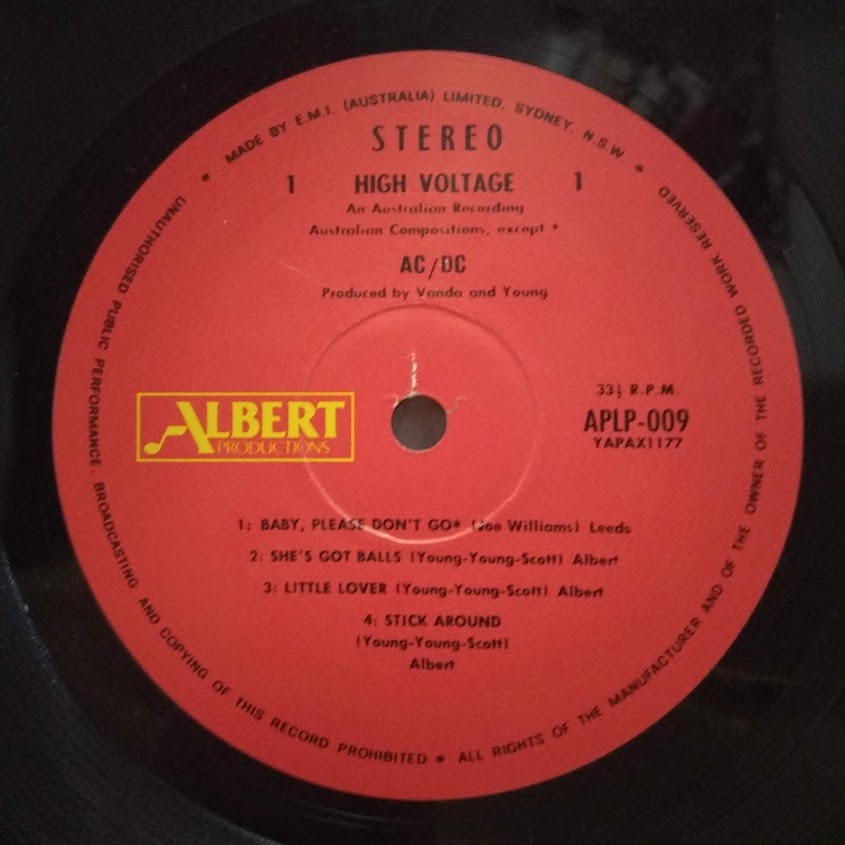 MADE BY E.M.I. (AUSTRALIA) LIMITED, SYDNEY, N.S.W •
STEREO
1 HIGH VOLTAGE 1
An Australian Recording
Australian Compositions, except *
AC/DC
Produced by Vanda and Young
ALBERT
PRODUCTIONS
33⅓ R.P.M.
APLP-009
YAPAX1177
1: BABY, PLEASE DON'T GO* (Joe Williams) Leeds
2: SHE'S GOT BALLS (Young-Young-Scott) Albert
3: LITTLE LOVER (Young-Young-Scott) Albert
4: STICK AROUND
(Young-Young-Scott)
Albert
UNAUTHORISED PUBLIC PERFORMANCE, BROADCASTING AND COPYING OF THIS RECORD PROHIBITED • ALL RIGHTS OF THE MANUFACTURER AND OF THE OWNER OF THE RECORDED WORK RESERVED